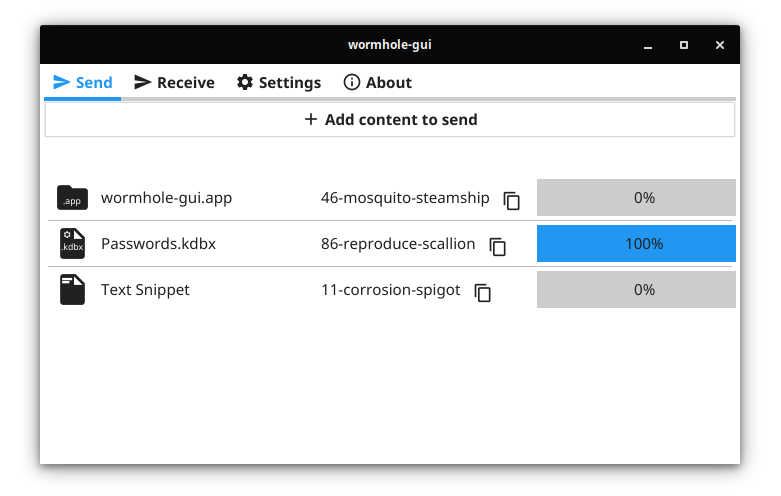 wormhole-gui
Send Receive Settings About
+ Add content to send
.app wormhole-gui.app 46-mosquito-steamship 0%
.kdbx Passwords.kdbx 86-reproduce-scallion 100%
Text Snippet 11-corrosion-spigot 0%